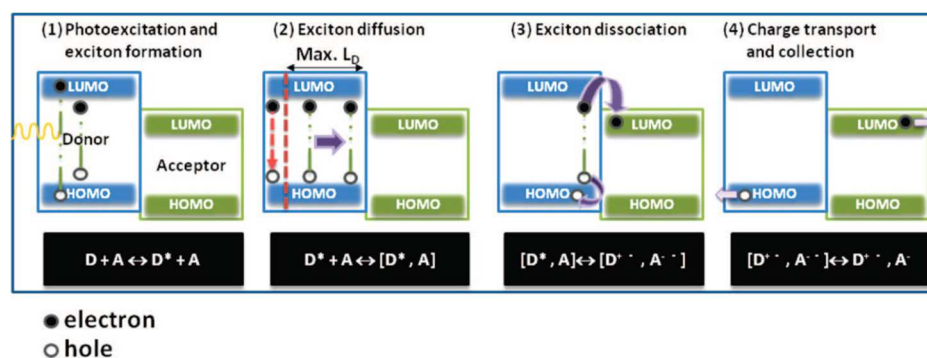 (1) Photoexcitation and
exciton formation
LUMO
Donor
HOMO
LUMO
Acceptor
HOMO
D + A ↔ D* + A
(2) Exciton diffusion
Max. L_D
LUMO
HOMO
LUMO
HOMO
D* + A ↔ [D* , A]
(3) Exciton dissociation
LUMO
HOMO
LUMO
HOMO
[D* , A] ↔ [D⁺ ˙ , A⁻ ˙]
(4) Charge transport
and collection
LUMO
HOMO
LUMO
HOMO
[D⁺ ˙ , A⁻ ˙] ↔ D⁺ ˙ , A⁻
electron
hole